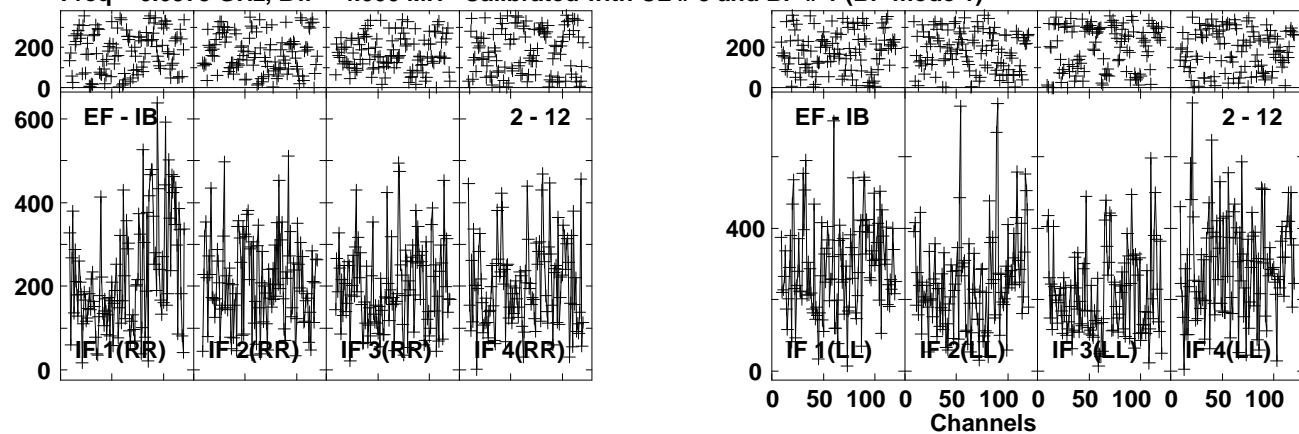 200
0
600
400
200
0
EF - IB
2 - 12
IF 1(RR)
IF 2(RR)
IF 3(RR)
IF 4(RR)
200
0
400
0
EF - IB
2 - 12
IF 1(LL)
IF 2(LL)
IF 3(LL)
IF 4(LL)
0 50 100 0 50 100 0 50 100 0 50 100
Channels